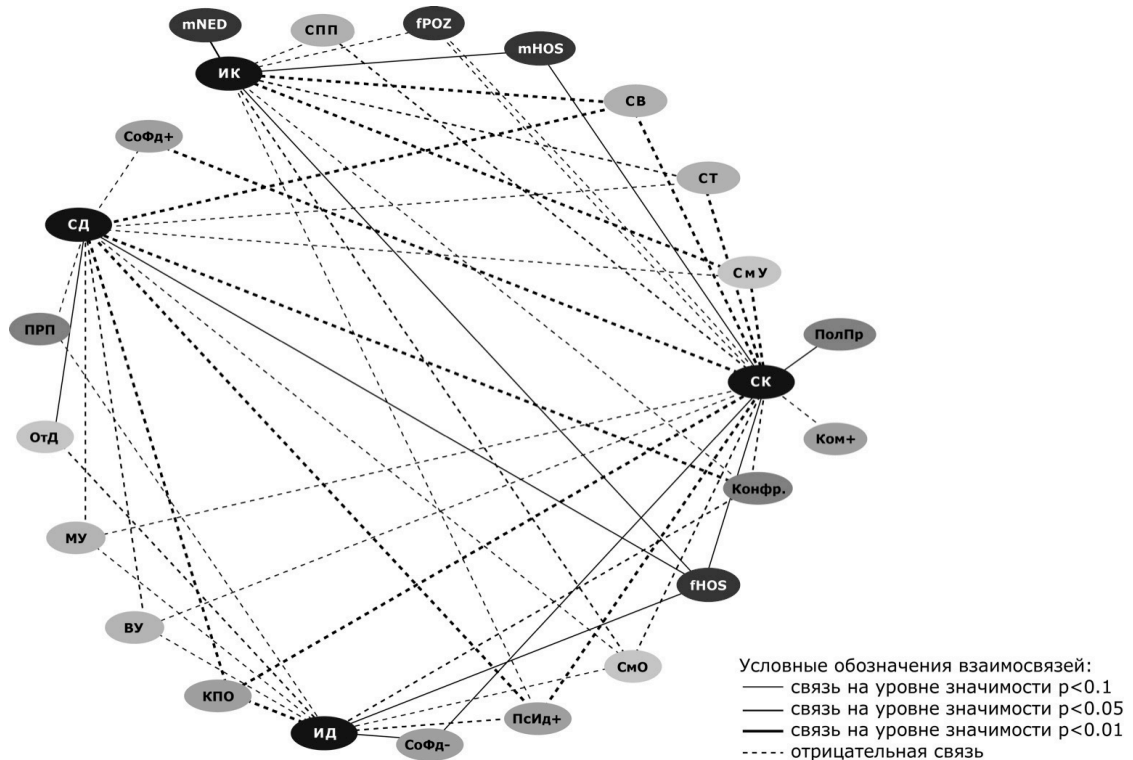 mNED
СПП
fPOZ
mHOS
ИК
СВ
СоФд+
СТ
СД
СмУ
ПРП
ПолПр
СК
ОтД
Ком+
Конфр.
МУ
fHOS
ВУ
СмО
КПО
ПсИд+
ИД
СоФд-
Условные обозначения взаимосвязей:
связь на уровне значимости p<0.1
связь на уровне значимости p<0.05
связь на уровне значимости p<0.01
отрицательная связь